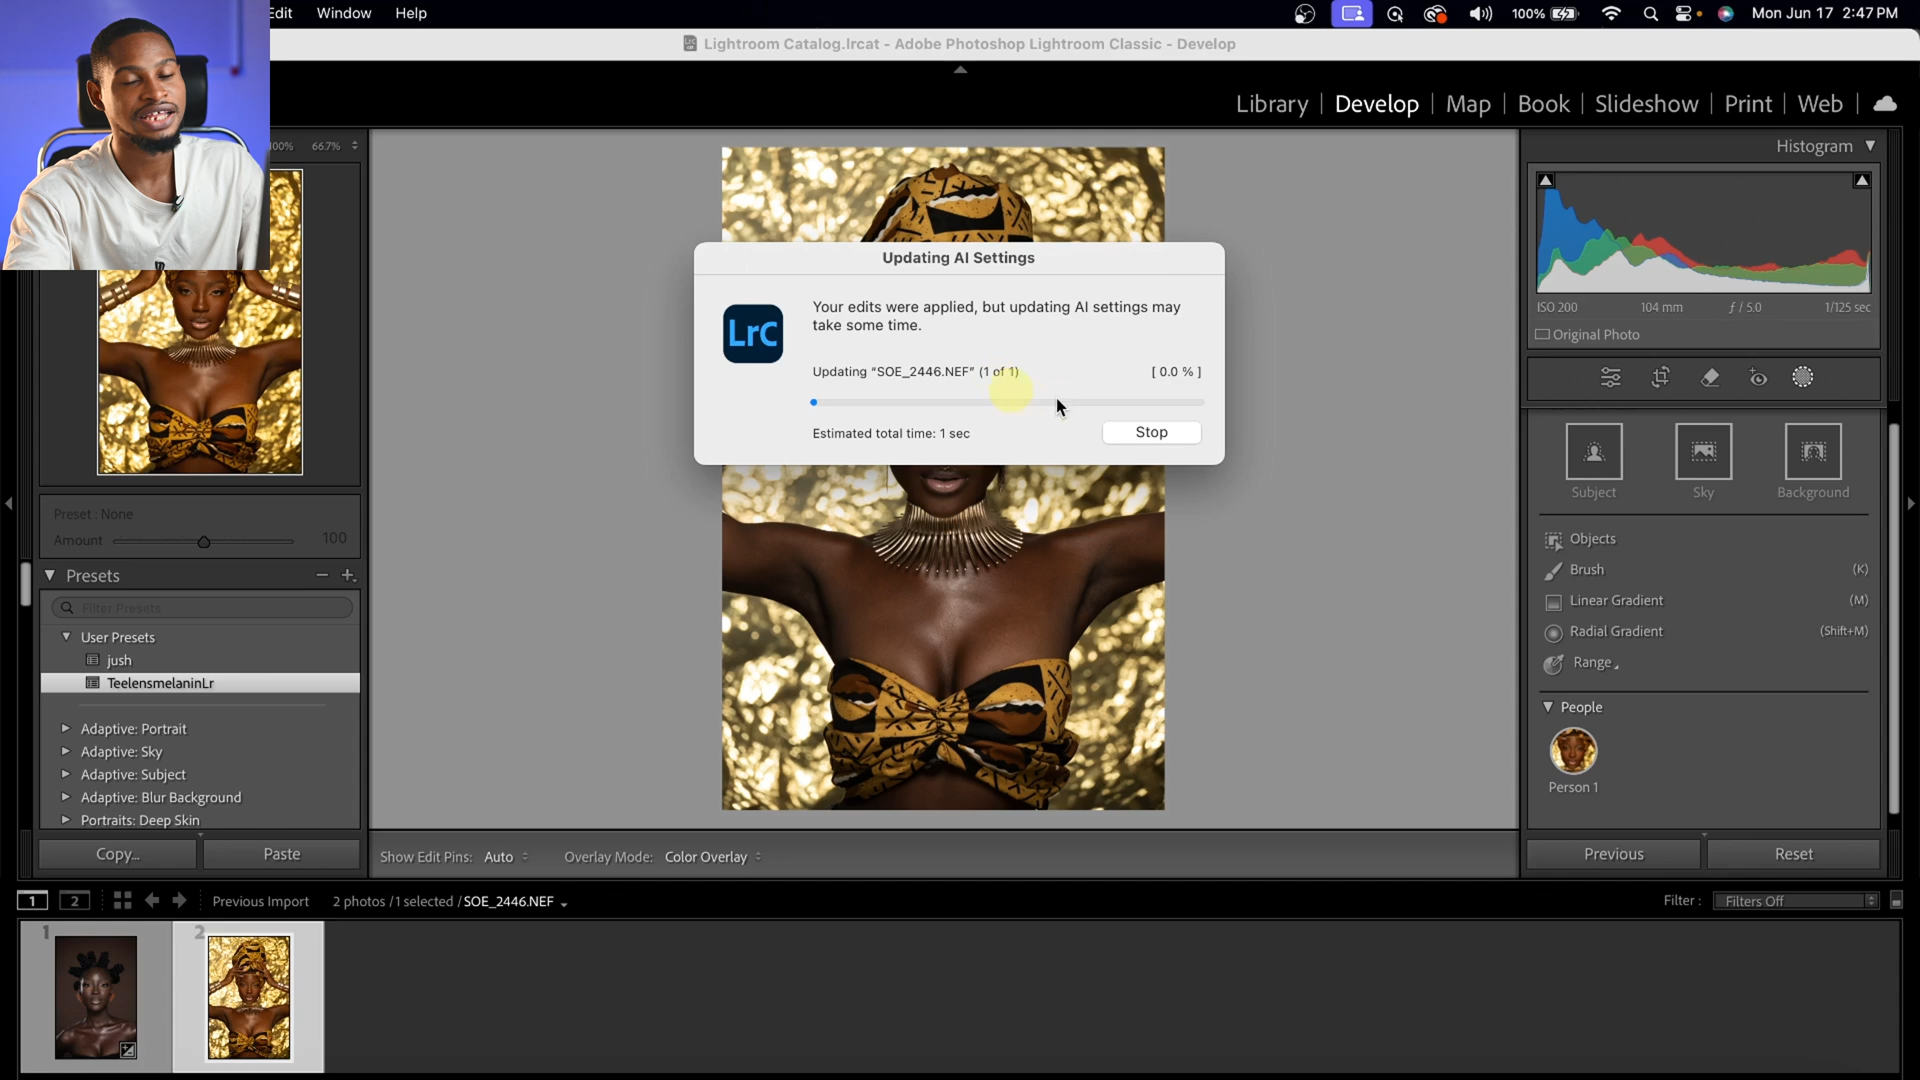 Edit Window Help
100% Mon Jun 17 2:47 PM
Lightroom Catalog.lrcat - Adobe Photoshop Lightroom Classic - Develop
Library | Develop | Map | Book | Slideshow | Print | Web
100% 66.7%
Histogram
ISO 200 104 mm ƒ / 5.0 1/125 sec
Original Photo
Updating AI Settings
LrC
Your edits were applied, but updating AI settings may
take some time.
Updating “SOE_2446.NEF” (1 of 1) [ 0.0 % ]
Estimated total time: 1 sec
Stop
Subject Sky Background
Objects
Brush (K)
Linear Gradient (M)
Radial Gradient (Shift+M)
Range
People
Person 1
Preset : None
Amount 100
Presets
Filter Presets
User Presets
jush
TeelensmelaninLr
Adaptive: Portrait
Adaptive: Sky
Adaptive: Subject
Adaptive: Blur Background
Portraits: Deep Skin
Copy... Paste
Show Edit Pins: Auto Overlay Mode: Color Overlay
Previous Reset
1 2 Previous Import 2 photos / 1 selected / SOE_2446.NEF
Filter : Filters Off
1 2